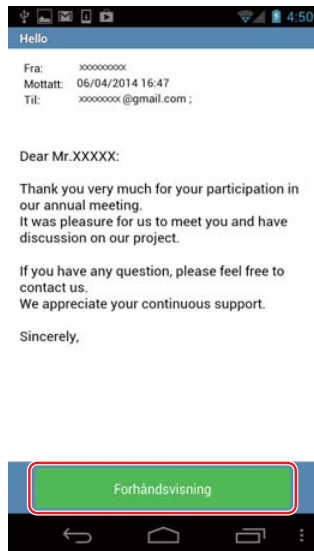 4:50
Hello
Fra: xxxxxxxxx
Mottatt: 06/04/2014 16:47
Til: xxxxxxx @gmail.com ;
Dear Mr.XXXXX:
Thank you very much for your participation in
our annual meeting.
It was pleasure for us to meet you and have
discussion on our project.
If you have any question, please feel free to
contact us.
We appreciate your continuous support.
Sincerely,
Forhåndsvisning